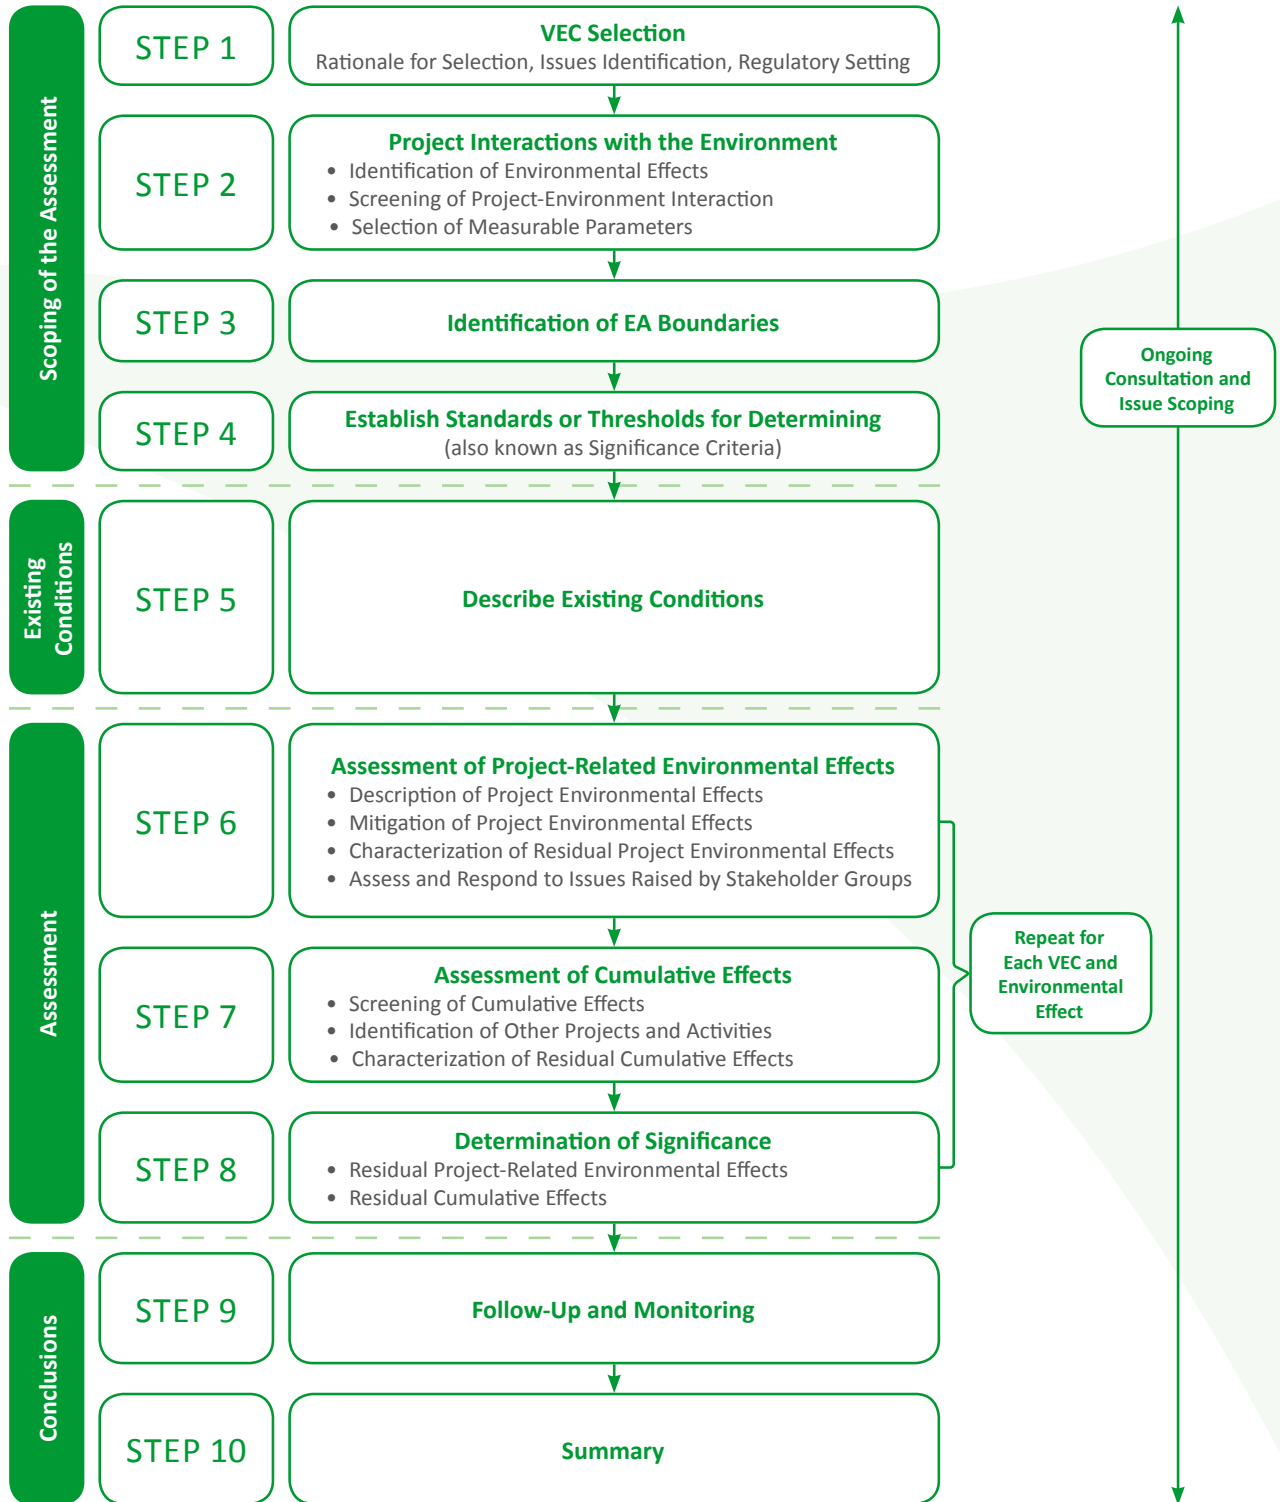 Scoping of the Assessment
STEP 1
VEC Selection
Rationale for Selection, Issues Identification, Regulatory Setting
STEP 2
Project Interactions with the Environment
• Identification of Environmental Effects
• Screening of Project-Environment Interaction
• Selection of Measurable Parameters
STEP 3
Identification of EA Boundaries
STEP 4
Establish Standards or Thresholds for Determining
(also known as Significance Criteria)
Existing
Conditions
STEP 5
Describe Existing Conditions
Assessment
STEP 6
Assessment of Project-Related Environmental Effects
• Description of Project Environmental Effects
• Mitigation of Project Environmental Effects
• Characterization of Residual Project Environmental Effects
• Assess and Respond to Issues Raised by Stakeholder Groups
STEP 7
Assessment of Cumulative Effects
• Screening of Cumulative Effects
• Identification of Other Projects and Activities
• Characterization of Residual Cumulative Effects
STEP 8
Determination of Significance
• Residual Project-Related Environmental Effects
• Residual Cumulative Effects
Repeat for
Each VEC and
Environmental
Effect
Conclusions
STEP 9
Follow-Up and Monitoring
STEP 10
Summary
Ongoing
Consultation and
Issue Scoping